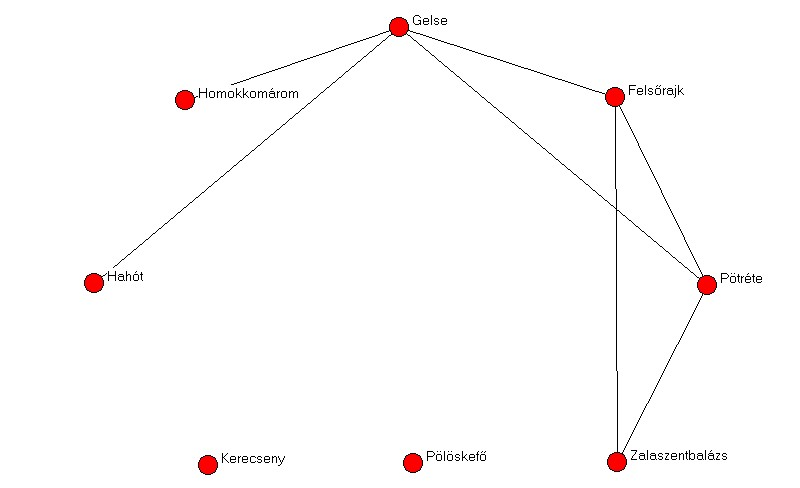 Gelse
Felsőrajk
Homokkomárom
Hahót
Pötréte
Kerecseny
Pölöskefő
Zalaszentbalázs